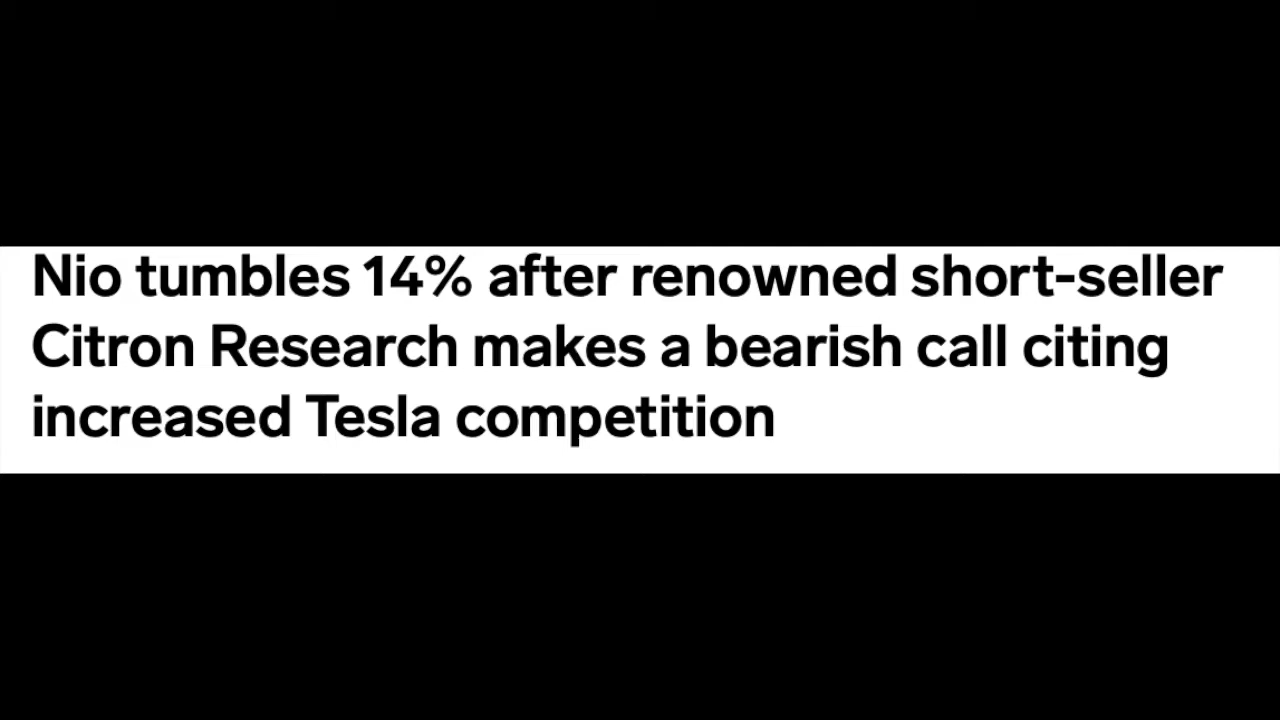 Nio tumbles 14% after renowned short-seller
Citron Research makes a bearish call citing
increased Tesla competition